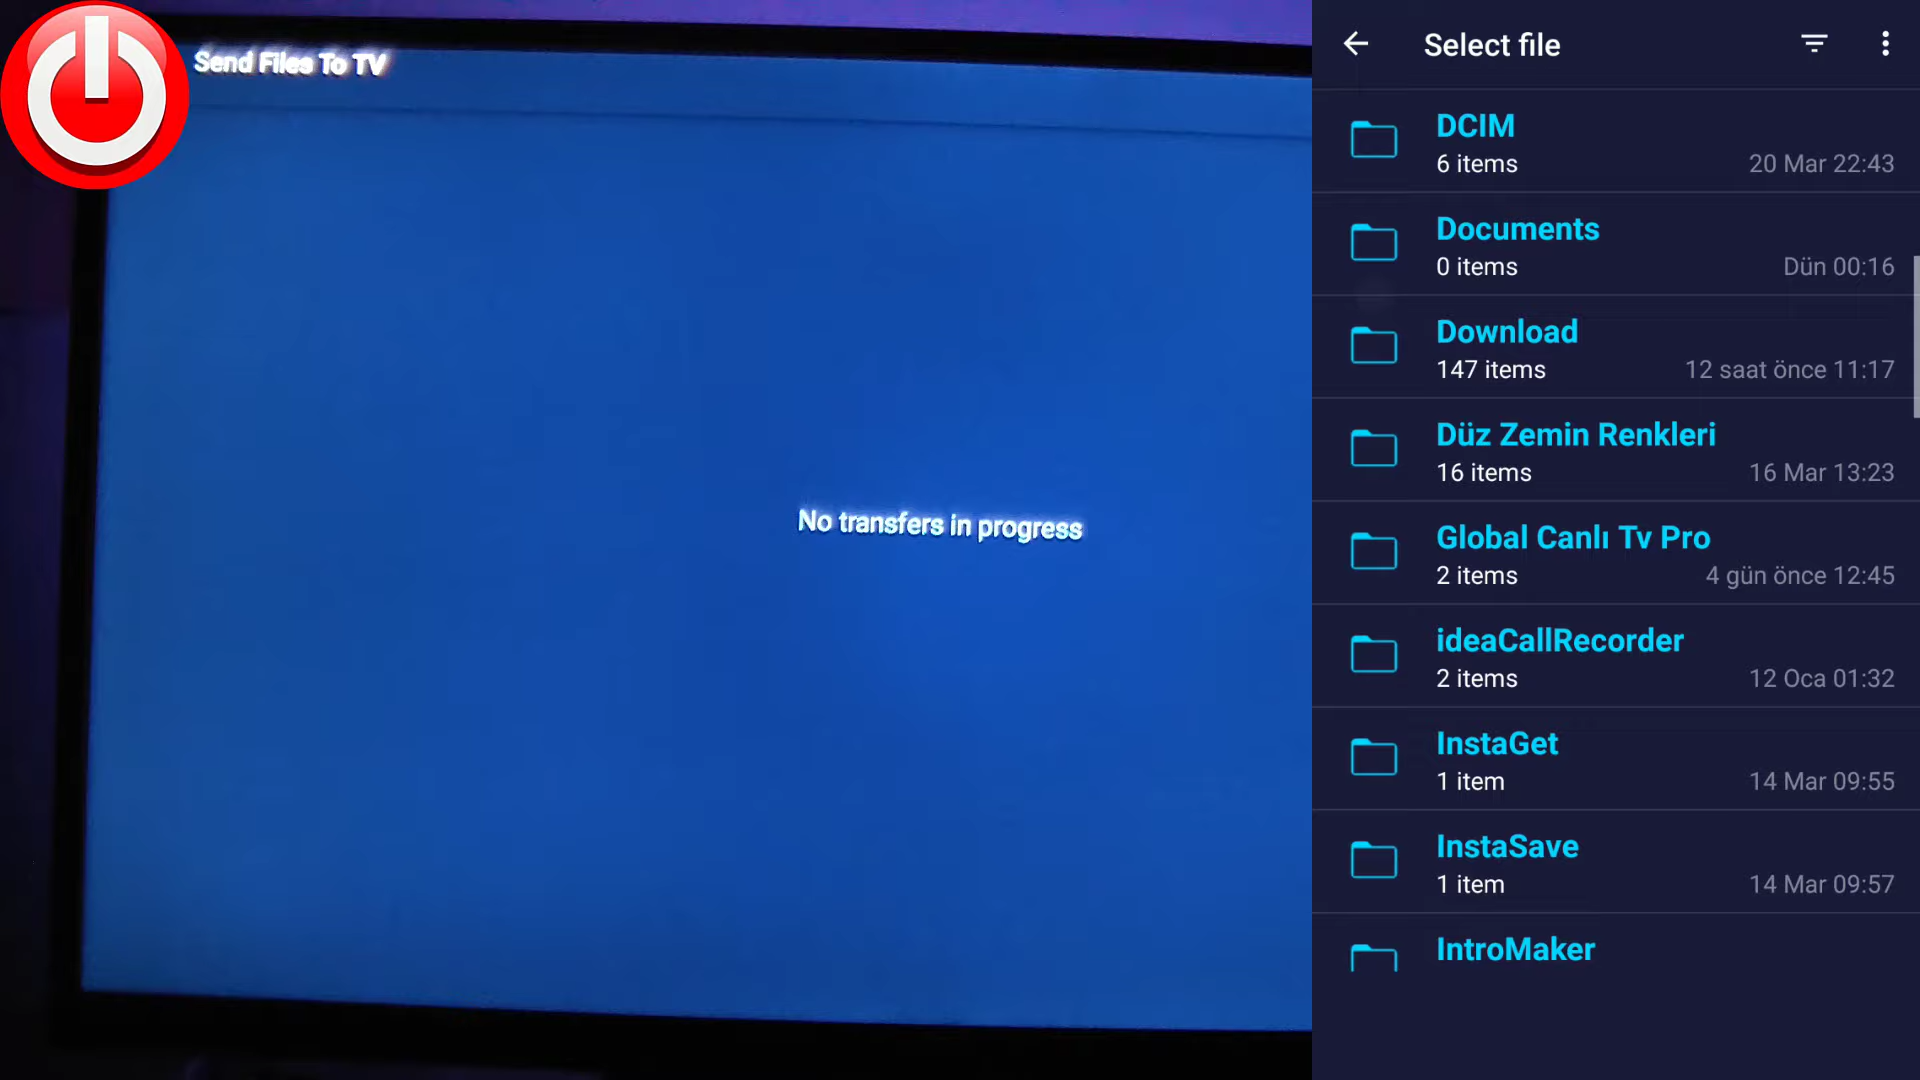 Send Files To TV
No transfers in progress
Select file
DCIM
6 items
20 Mar 22:43
Documents
0 items
Dün 00:16
Download
147 items
12 saat önce 11:17
Düz Zemin Renkleri
16 items
16 Mar 13:23
Global Canlı Tv Pro
2 items
4 gün önce 12:45
ideaCallRecorder
2 items
12 Oca 01:32
InstaGet
1 item
14 Mar 09:55
InstaSave
1 item
14 Mar 09:57
IntroMaker